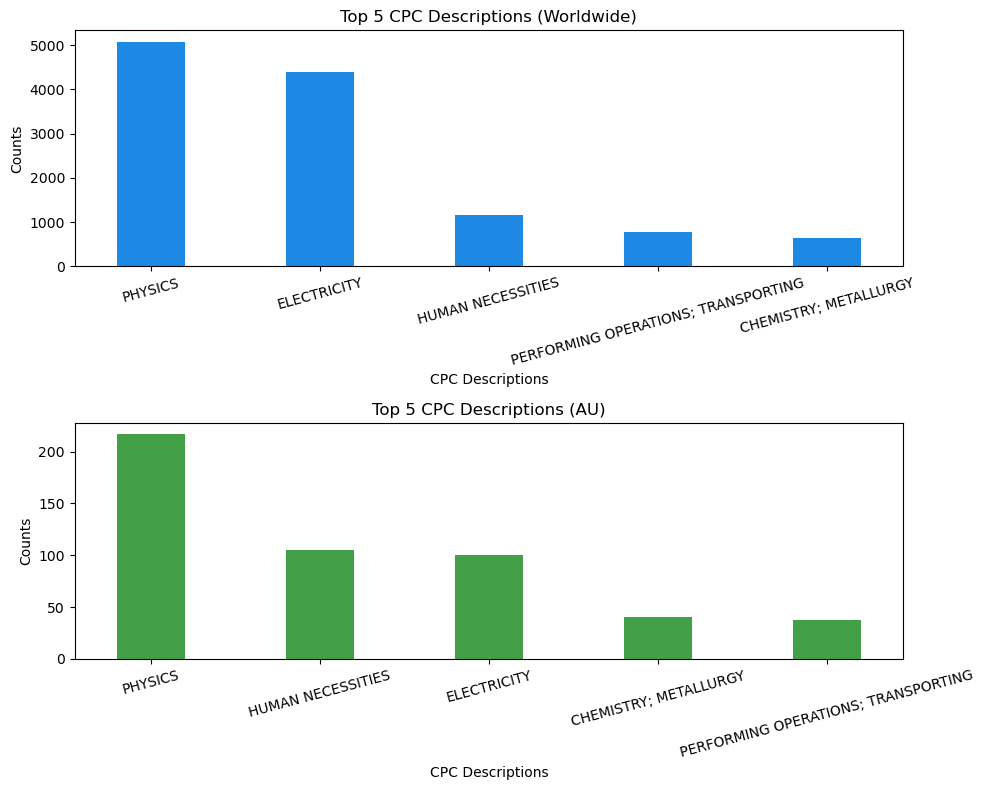 Top 5 CPC Descriptions (Worldwide)
Counts
5000
4000
3000
2000
1000
0
PHYSICS
ELECTRICITY
HUMAN NECESSITIES
PERFORMING OPERATIONS; TRANSPORTING
CHEMISTRY; METALLURGY
CPC Descriptions
Top 5 CPC Descriptions (AU)
Counts
200
150
100
50
0
PHYSICS
HUMAN NECESSITIES
ELECTRICITY
CHEMISTRY; METALLURGY
PERFORMING OPERATIONS; TRANSPORTING
CPC Descriptions